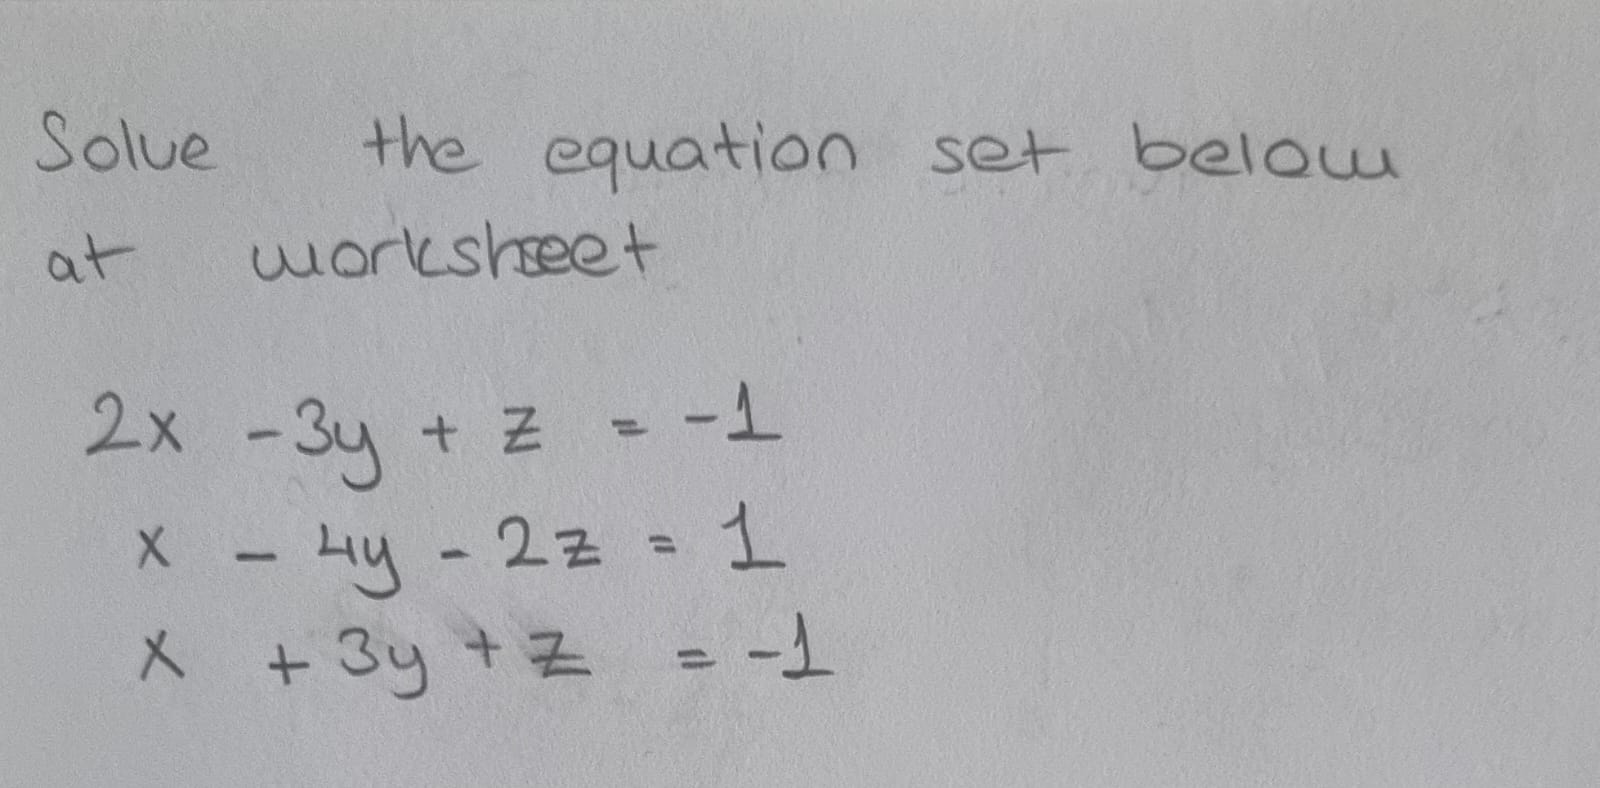 Solve the equation set below
at worksheet
2x - 3y + z = -1
x - 4y - 2z = 1
x + 3y + z = -1